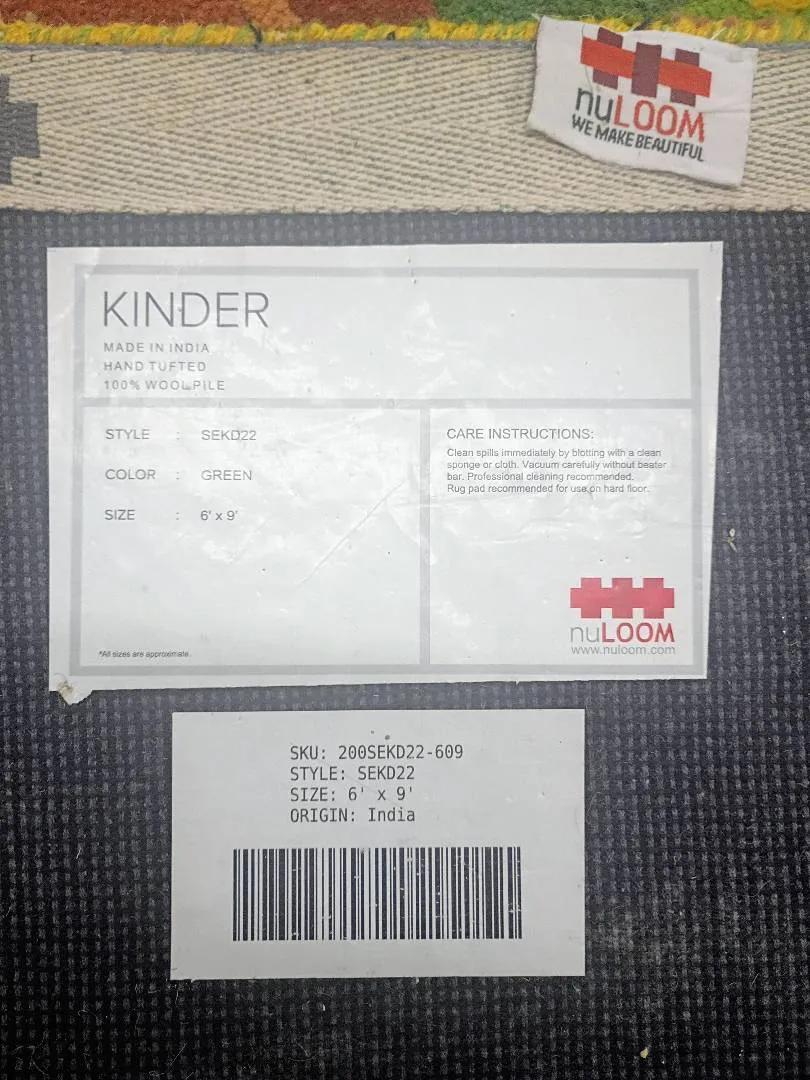 nuLOOM
WE MAKE BEAUTIFUL
KINDER
MADE IN INDIA
HAND TUFTED
100% WOOL PILE
STYLE : SEKD22
COLOR : GREEN
SIZE : 6' x 9'
*All sizes are approximate.
CARE INSTRUCTIONS:
Clean spills immediately by blotting with a clean
sponge or cloth. Vacuum carefully without beater
bar. Professional cleaning recommended.
Rug pad recommended for use on hard floor.
nuLOOM
www.nuloom.com
SKU: 200SEKD22-609
STYLE: SEKD22
SIZE: 6' x 9'
ORIGIN: India